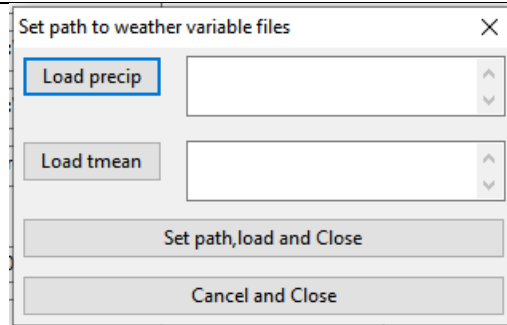 Set path to weather variable files
Load precip
Load tmean
Set path,load and Close
Cancel and Close